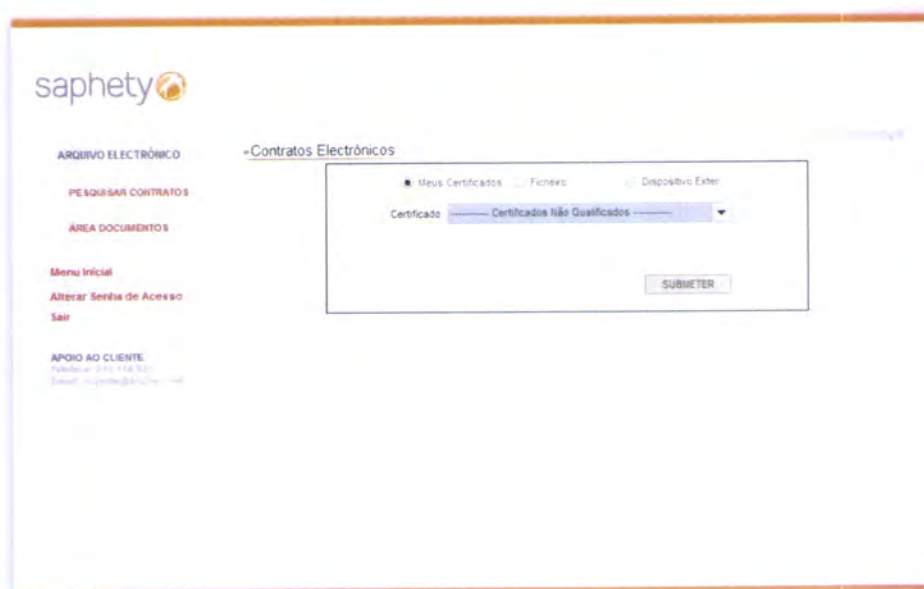 saphety
ARQUIVO ELECTRÓNICO
PESQUISAR CONTRATOS
ÁREA DOCUMENTOS
Menu Inicial
Alterar Senha de Acesso
Sair
APOIO AO CLIENTE
Contratos Electrónicos
Meus Certificados Ficheiro Dispositivo Exter
Certificado ---------- Certificados Não Qualificados ----------
SUBMETER